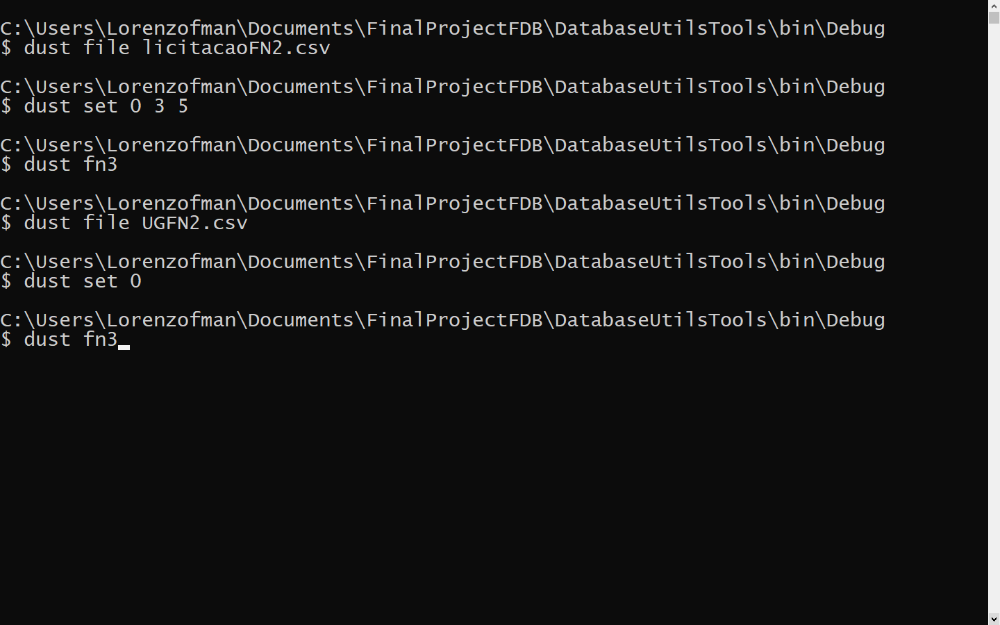 C:\Users\Lorenzofman\Documents\FinalProjectFDB\DatabaseUtilsTools\bin\Debug
$ dust file licitacaoFN2.csv
C:\Users\Lorenzofman\Documents\FinalProjectFDB\DatabaseUtilsTools\bin\Debug
$ dust set 0 3 5
C:\Users\Lorenzofman\Documents\FinalProjectFDB\DatabaseUtilsTools\bin\Debug
$ dust fn3
C:\Users\Lorenzofman\Documents\FinalProjectFDB\DatabaseUtilsTools\bin\Debug
$ dust file UGFN2.csv
C:\Users\Lorenzofman\Documents\FinalProjectFDB\DatabaseUtilsTools\bin\Debug
$ dust set 0
C:\Users\Lorenzofman\Documents\FinalProjectFDB\DatabaseUtilsTools\bin\Debug
$ dust fn3